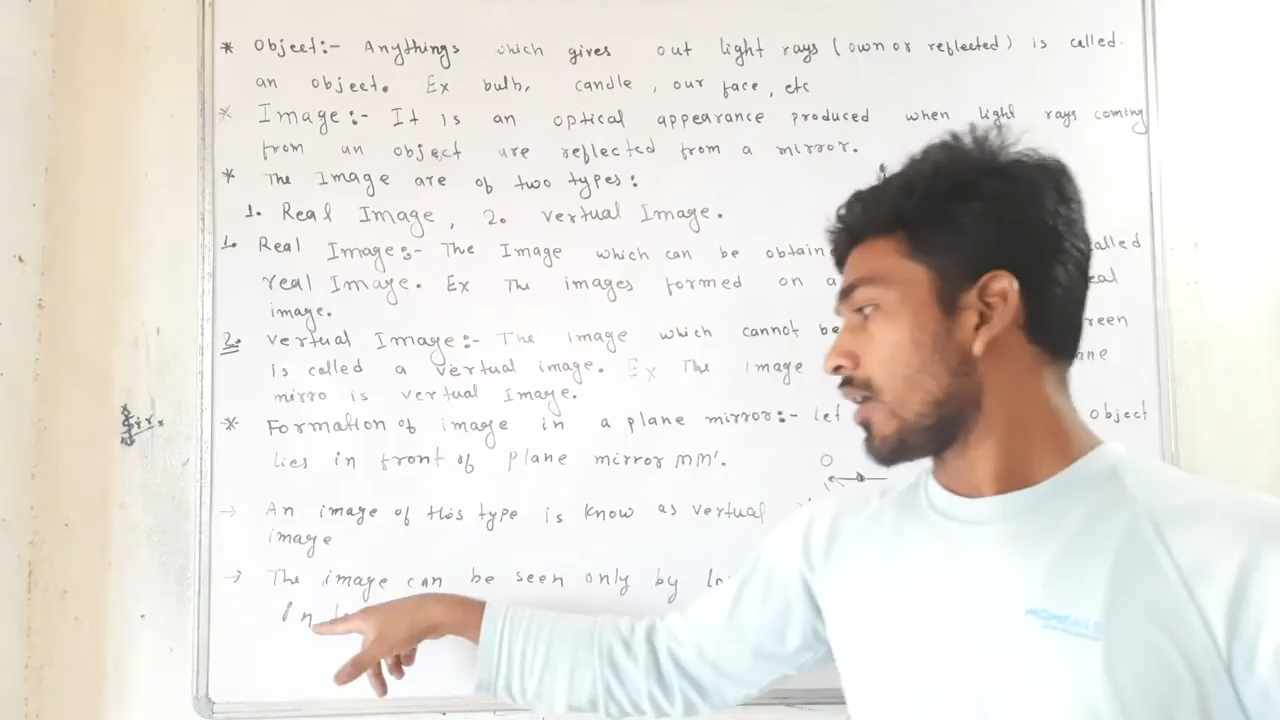 * Object:- Anythings which gives out light rays (own or reflected) is called.
an object. Ex bulb, candle, our face, etc
* Image:- It is an optical appearance produced when light rays coming
from an object are reflected from a mirror.
* The Image are of two types:
1. Real Image, 2. vertual Image.
1. Real Image:- The Image which can be alled
real Image. Ex The images formed on a
image.
2. vertual Image:- The image which cannot be
is called a vertual image. Ex The image
mirro is vertual Image.
* Formation of image in a plane mirror:- let object
lies in front of plane mirror MM'.
O
→ An image of this type is know as vertual
image
→ The image can be seen only by
Sir